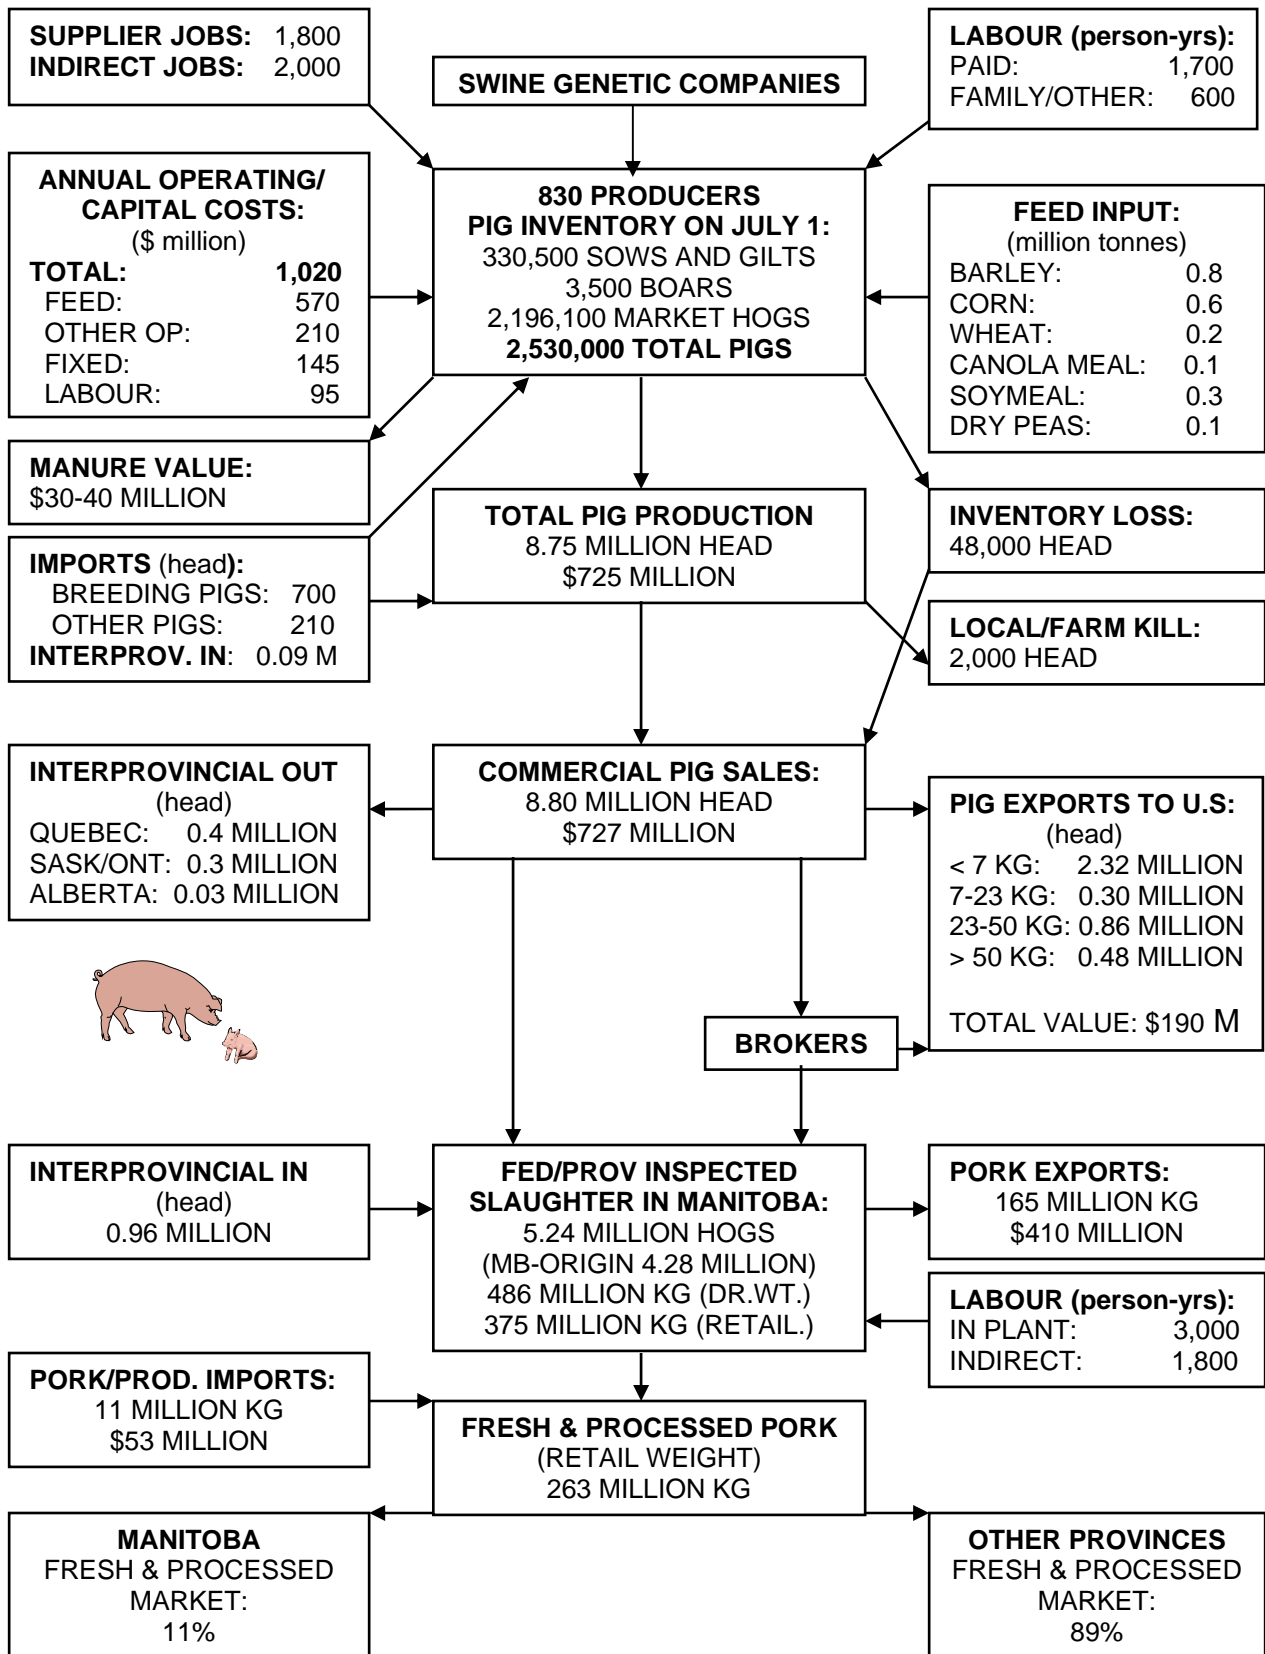 SUPPLIER JOBS: 1,800
INDIRECT JOBS: 2,000
SWINE GENETIC COMPANIES
LABOUR (person-yrs):
PAID: 1,700
FAMILY/OTHER: 600
ANNUAL OPERATING/
CAPITAL COSTS:
($ million)
TOTAL: 1,020
FEED: 570
OTHER OP: 210
FIXED: 145
LABOUR: 95
830 PRODUCERS
PIG INVENTORY ON JULY 1:
330,500 SOWS AND GILTS
3,500 BOARS
2,196,100 MARKET HOGS
2,530,000 TOTAL PIGS
FEED INPUT:
(million tonnes)
BARLEY: 0.8
CORN: 0.6
WHEAT: 0.2
CANOLA MEAL: 0.1
SOYMEAL: 0.3
DRY PEAS: 0.1
MANURE VALUE:
$30-40 MILLION
IMPORTS (head):
BREEDING PIGS: 700
OTHER PIGS: 210
INTERPROV. IN: 0.09 M
TOTAL PIG PRODUCTION
8.75 MILLION HEAD
$725 MILLION
INVENTORY LOSS:
48,000 HEAD
LOCAL/FARM KILL:
2,000 HEAD
INTERPROVINCIAL OUT
(head)
QUEBEC: 0.4 MILLION
SASK/ONT: 0.3 MILLION
ALBERTA: 0.03 MILLION
COMMERCIAL PIG SALES:
8.80 MILLION HEAD
$727 MILLION
PIG EXPORTS TO U.S:
(head)
< 7 KG: 2.32 MILLION
7-23 KG: 0.30 MILLION
23-50 KG: 0.86 MILLION
> 50 KG: 0.48 MILLION
TOTAL VALUE: $190 M
BROKERS
INTERPROVINCIAL IN
(head)
0.96 MILLION
FED/PROV INSPECTED
SLAUGHTER IN MANITOBA:
5.24 MILLION HOGS
(MB-ORIGIN 4.28 MILLION)
486 MILLION KG (DR.WT.)
375 MILLION KG (RETAIL.)
PORK EXPORTS:
165 MILLION KG
$410 MILLION
LABOUR (person-yrs):
IN PLANT: 3,000
INDIRECT: 1,800
PORK/PROD. IMPORTS:
11 MILLION KG
$53 MILLION
FRESH & PROCESSED PORK
(RETAIL WEIGHT)
263 MILLION KG
MANITOBA
FRESH & PROCESSED
MARKET:
11%
OTHER PROVINCES
FRESH & PROCESSED
MARKET:
89%